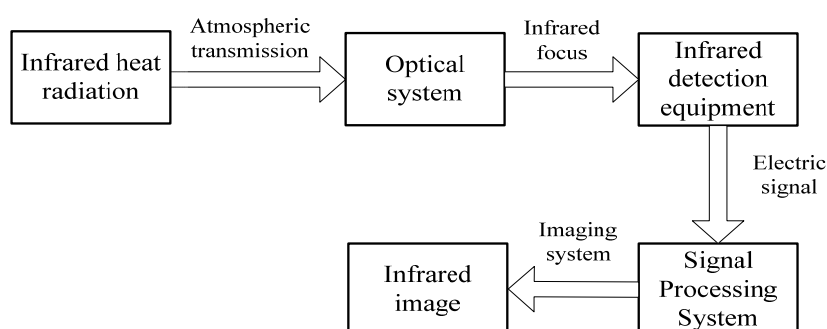 Infrared heat
radiation
Atmospheric
transmission
Optical
system
Infrared
focus
Infrared
detection
equipment
Electric
signal
Signal
Processing
System
Imaging
system
Infrared
image